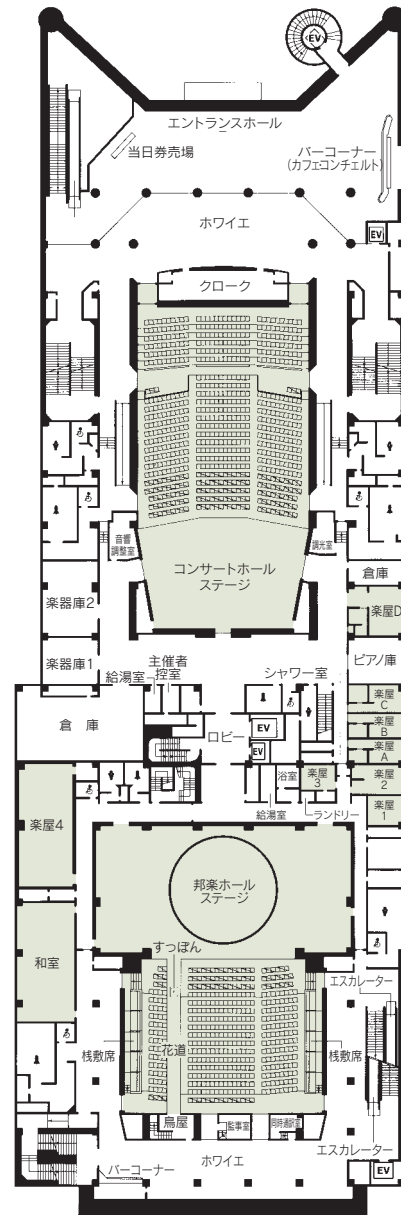 EV
エントランスホール
当日券売場
バーコーナー
(カフェコンチェルト)
ホワイエ
EV
クローク
音響
調整室
調光室
コンサートホール
ステージ
倉庫
楽器庫2
楽屋D
楽器庫1
ピアノ庫
主催者
控室
給湯室
シャワー室
楽屋
C
倉 庫
ロビー
EV
楽屋
B
EV
楽屋
A
浴室
楽屋
3
楽屋
2
楽屋4
給湯室
ランドリー
楽屋
1
邦楽ホール
ステージ
すっぽん
和室
エスカレーター
花道
桟敷席
桟敷席
鳥屋
監事室
同時通訳室
エスカレーター
バーコーナー
ホワイエ
EV